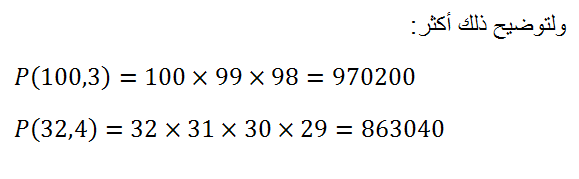 ولتوضيح ذلك أكثر:
P(100,3) = 100 × 99 × 98 = 970200
P(32,4) = 32 × 31 × 30 × 29 = 863040